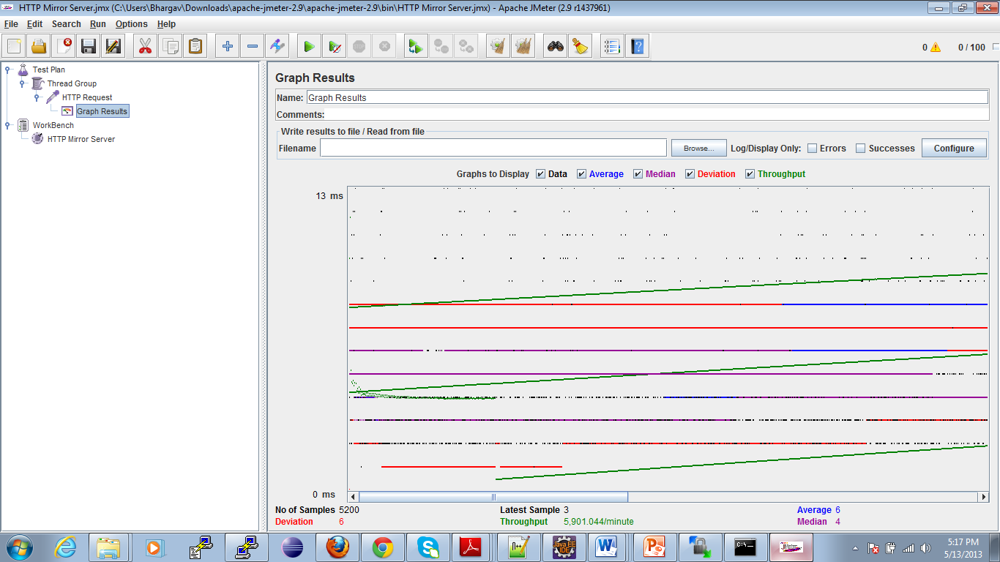 HTTP Mirror Server.jmx (C:\Users\Bhargav\Downloads\apache-jmeter-2.9\apache-jmeter-2.9\bin\HTTP Mirror Server.jmx) - Apache JMeter (2.9 r1437961)
File Edit Search Run Options Help
0 0 / 100
Test Plan
Thread Group
HTTP Request
Graph Results
WorkBench
HTTP Mirror Server
Graph Results
Name: Graph Results
Comments:
Write results to file / Read from file
Filename Browse... Log/Display Only: Errors Successes Configure
Graphs to Display Data Average Median Deviation Throughput
13 ms
0 ms
No of Samples 5200 Latest Sample 3 Average 6
Deviation 6 Throughput 5,901.044/minute Median 4
Java EE
IDE
5:17 PM
5/13/2013